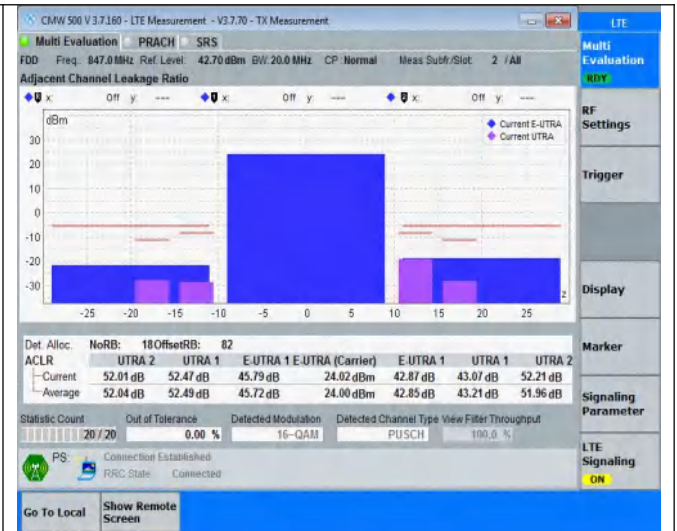 CMW 500 V 3.7.160 - LTE Measurement - V3.7.70 - TX Measurement
LTE
Multi Evaluation PRACH SRS
Multi Evaluation
RDY
FDD Freq.: 847.0 MHz Ref. Level: 42.70 dBm BW: 20.0 MHz CP: Normal Meas Subfr./Slot: 2 / All
Adjacent Channel Leakage Ratio
x: Off y: --- x: Off y: --- x: Off y: ---
dBm
Current E-UTRA
Current UTRA
RF Settings
30
20
Trigger
10
0
-10
-20
-30
z
Display
-25 -20 -15 -10 -5 0 5 10 15 20 25
Det. Alloc. NoRB: 18 OffsetRB: 82
Marker
ACLR UTRA 2 UTRA 1 E-UTRA 1 E-UTRA (Carrier) E-UTRA 1 UTRA 1 UTRA 2
Current 52.01 dB 52.47 dB 45.79 dB 24.02 dBm 42.87 dB 43.07 dB 52.21 dB
Average 52.04 dB 52.49 dB 45.72 dB 24.00 dBm 42.85 dB 43.21 dB 51.96 dB
Signaling Parameter
Statistic Count Out of Tolerance Detected Modulation Detected Channel Type View Filter Throughput
20 / 20 0.00 % 16-QAM PUSCH 100.0 %
PS: Connection Established
RRC State Connected
LTE Signaling
ON
Go To Local
Show Remote Screen